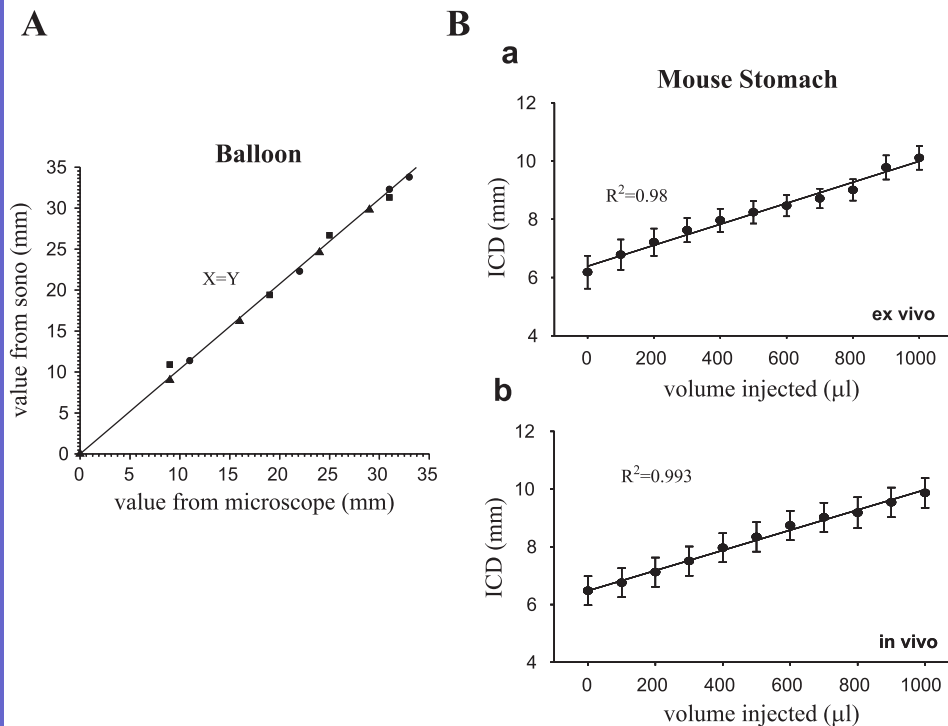 A
Balloon
value from sono (mm)
35
30
25
20
15
10
5
0
X=Y
0 5 10 15 20 25 30 35
value from microscope (mm)
B
a
Mouse Stomach
ICD (mm)
12
10
8
6
4
R²=0.98
ex vivo
0 200 400 600 800 1000
volume injected (μl)
b
ICD (mm)
12
10
8
6
4
R²=0.993
in vivo
0 200 400 600 800 1000
volume injected (μl)